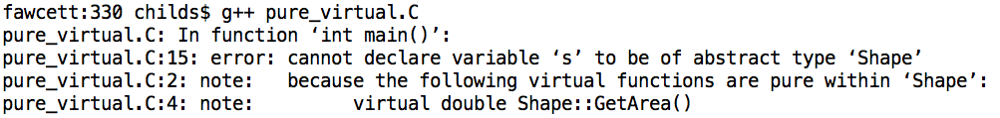 fawcett:330 childs$ g++ pure_virtual.C
pure_virtual.C: In function ‘int main()’:
pure_virtual.C:15: error: cannot declare variable ‘s’ to be of abstract type ‘Shape’
pure_virtual.C:2: note:   because the following virtual functions are pure within ‘Shape’:
pure_virtual.C:4: note:         virtual double Shape::GetArea()